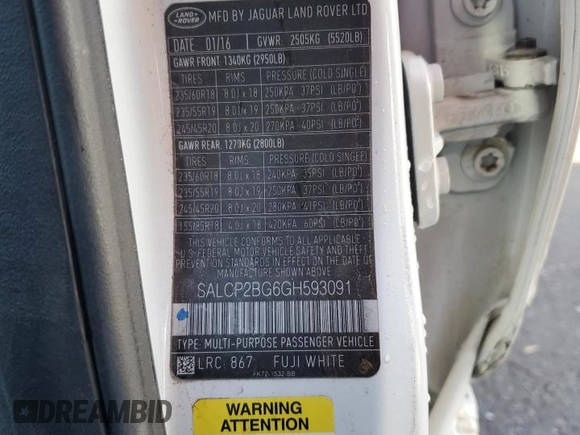 LAND ROVER MFD BY JAGUAR LAND ROVER LTD
DATE 01/16 GVWR 2505KG (5520LB)
GAWR FRONT 1340KG (2950LB)
TIRES RIMS PRESSURE (COLD SINGLE)
235/60R18 8.0J x 18 250KPA 37PSI (LB/PO²)
235/55R19 8.0J x 19 250KPA 37PSI (LB/PO²)
245/45R20 8.0J x 20 270KPA 40PSI (LB/PO²)
GAWR REAR 1270KG (2800LB)
TIRES RIMS PRESSURE (COLD SINGLE)
235/60R18 8.0J x 18 240KPA 35PSI (LB/PO²)
235/55R19 8.0J x 19 250KPA 37PSI (LB/PO²)
245/45R20 8.0J x 20 280KPA 41PSI (LB/PO²)
155/85R18 4.0J x 18 420KPA 60PSI (LB/PO²)
THIS VEHICLE CONFORMS TO ALL APPLICABLE
U.S. FEDERAL MOTOR VEHICLE SAFETY AND THEFT
PREVENTION STANDARDS IN EFFECT ON THE
DATE OF MANUFACTURE SHOWN ABOVE
SALCP2BG6GH593091
TYPE: MULTI-PURPOSE PASSENGER VEHICLE
LRC 867 FUJI WHITE
FK72-1532-BB
WARNING
ATTENTION
DREAMBID